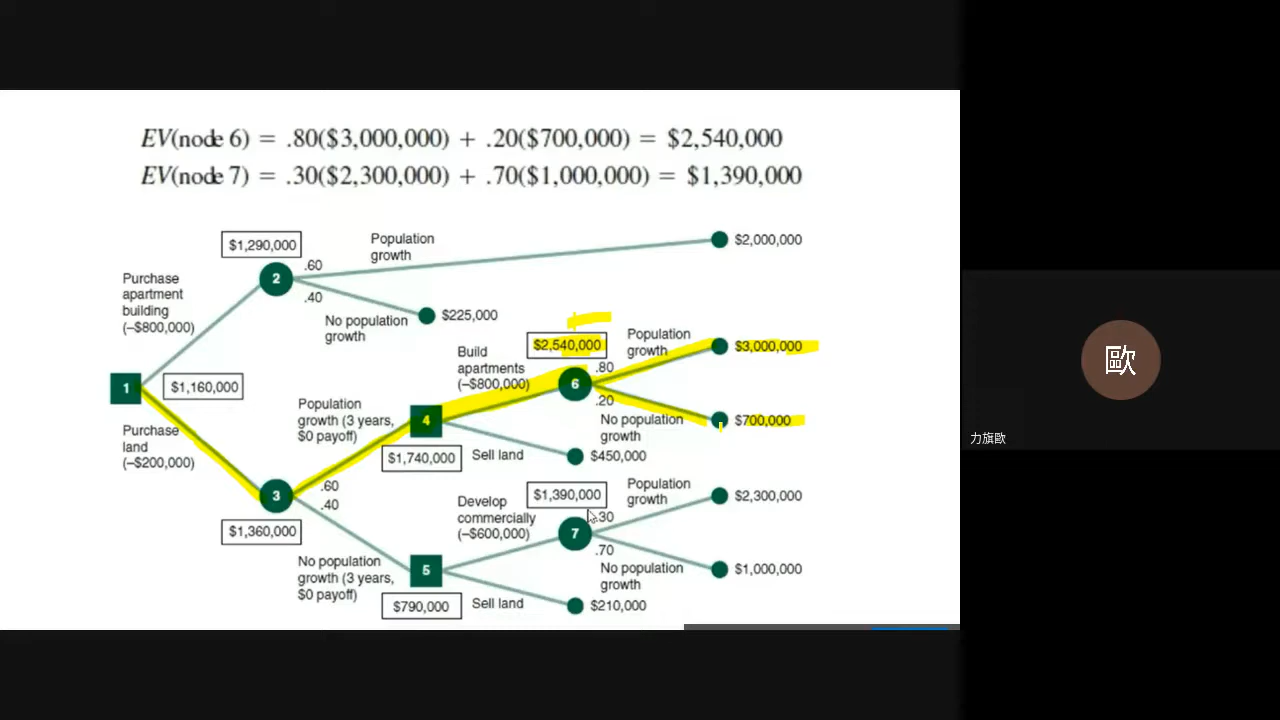 EV(node 6) = .80($3,000,000) + .20($700,000) = $2,540,000
EV(node 7) = .30($2,300,000) + .70($1,000,000) = $1,390,000
$1,290,000
2
.60
.40
Population
growth
$2,000,000
Purchase
apartment
building
(–$800,000)
No population
growth
$225,000
1
$1,160,000
Purchase
land
(–$200,000)
3
$1,360,000
.60
.40
Population
growth (3 years,
$0 payoff)
4
$1,740,000
Build
apartments
(–$800,000)
$2,540,000
6
.80
.20
Population
growth
$3,000,000
No population
growth
$700,000
Sell land
$450,000
No population
growth (3 years,
$0 payoff)
5
$790,000
Develop
commercially
(–$600,000)
$1,390,000
7
.30
.70
Population
growth
$2,300,000
No population
growth
$1,000,000
Sell land
$210,000
歐
力旗歐